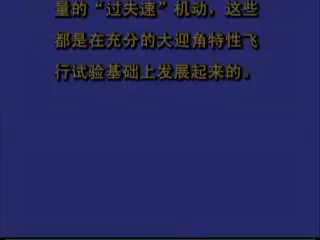 量的“过失速”机动，这些
都是在充分的大迎角特性飞
行试验基础上发展起来的。